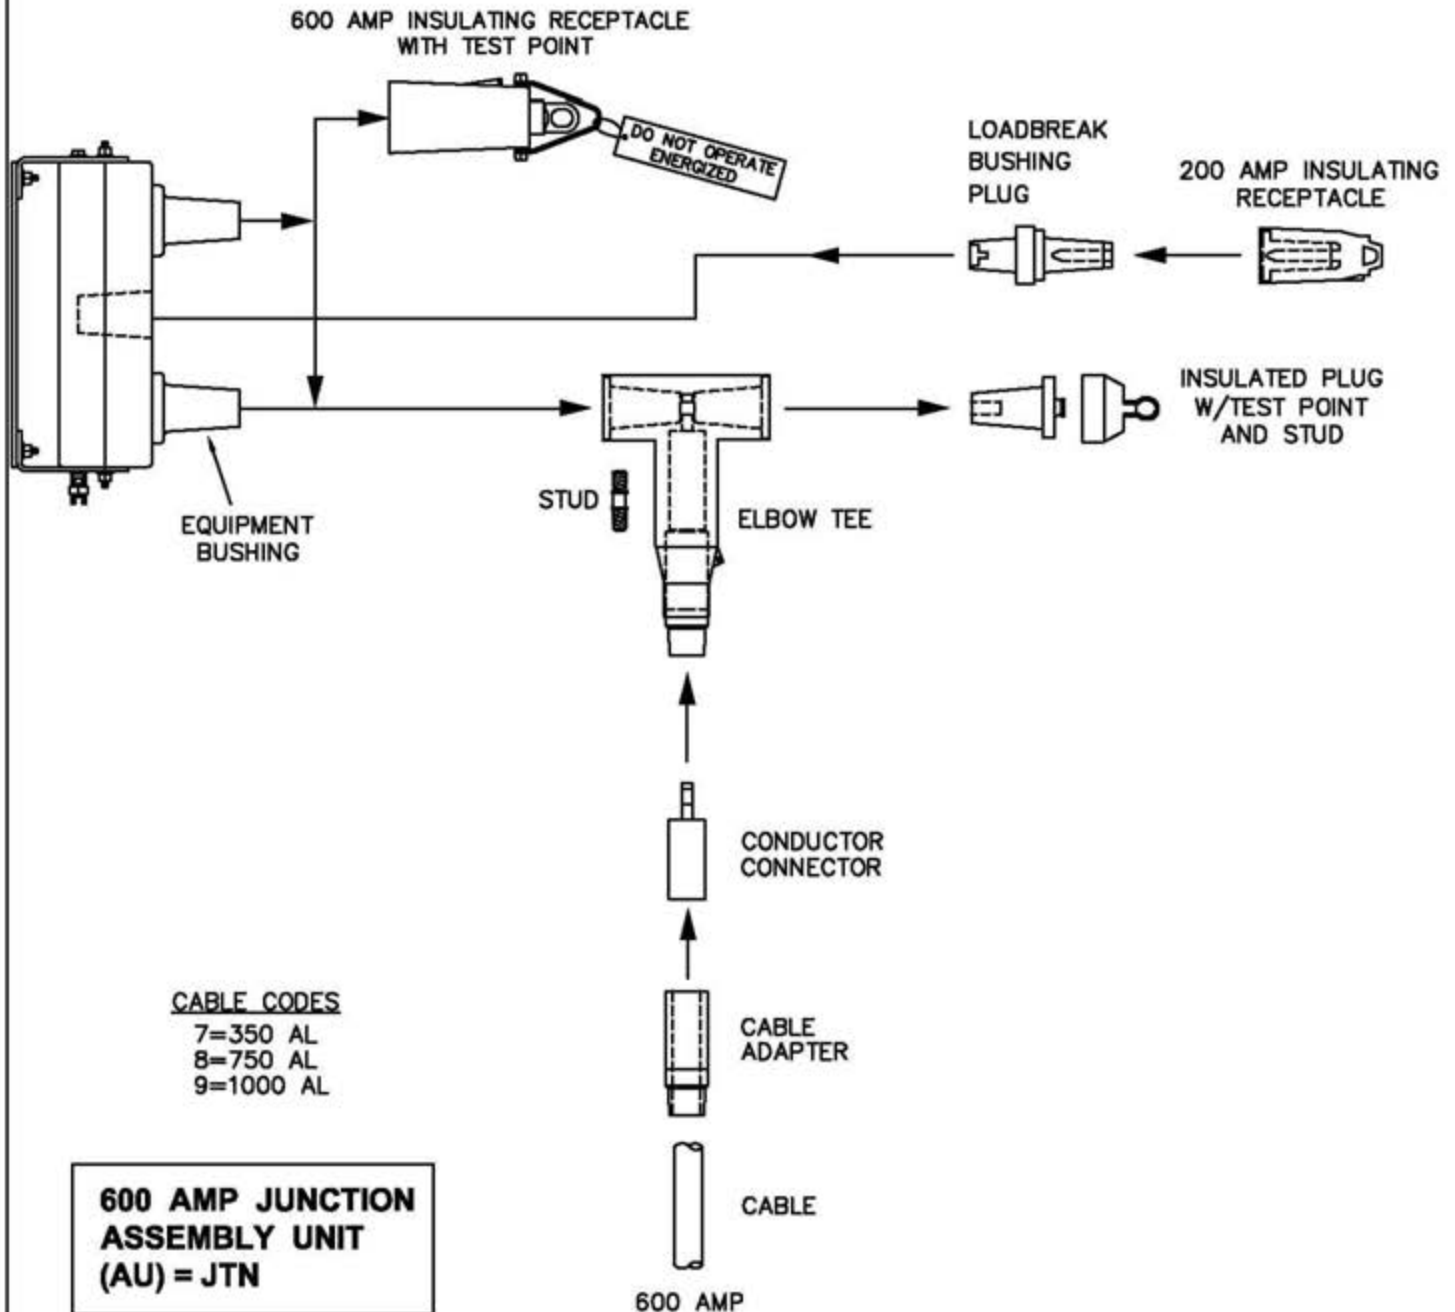 600 AMP INSULATING RECEPTACLE
WITH TEST POINT
DO NOT OPERATE
ENERGIZED
LOADBREAK
BUSHING
PLUG
200 AMP INSULATING
RECEPTACLE
INSULATED PLUG
W/TEST POINT
AND STUD
STUD
ELBOW TEE
EQUIPMENT
BUSHING
CONDUCTOR
CONNECTOR
CABLE CODES
7=350 AL
8=750 AL
9=1000 AL
CABLE
ADAPTER
CABLE
600 AMP JUNCTION
ASSEMBLY UNIT
(AU) = JTN
600 AMP